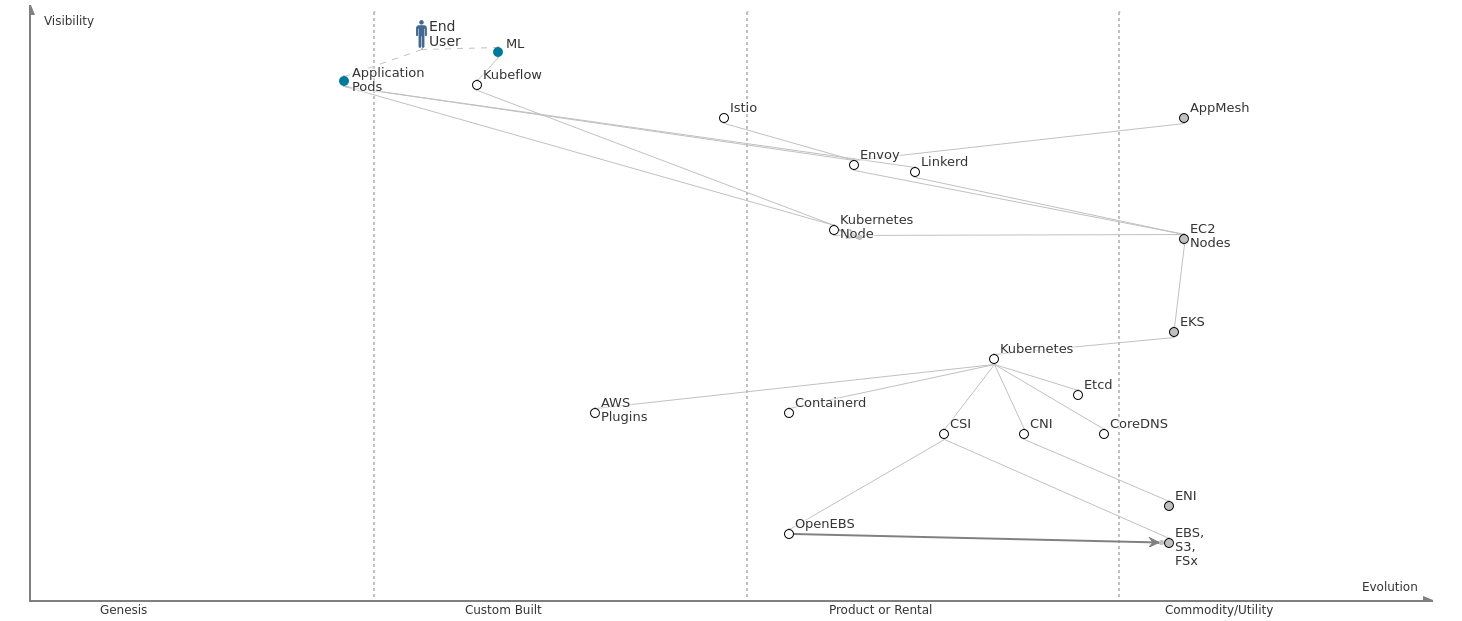 Visibility
End
User
ML
Application
Pods
Kubeflow
Istio
AppMesh
Envoy
Linkerd
Kubernetes
Node
EC2
Nodes
EKS
Kubernetes
Etcd
AWS
Plugins
Containerd
CSI
CNI
CoreDNS
ENI
OpenEBS
EBS,
S3,
FSx
Evolution
Genesis
Custom Built
Product or Rental
Commodity/Utility